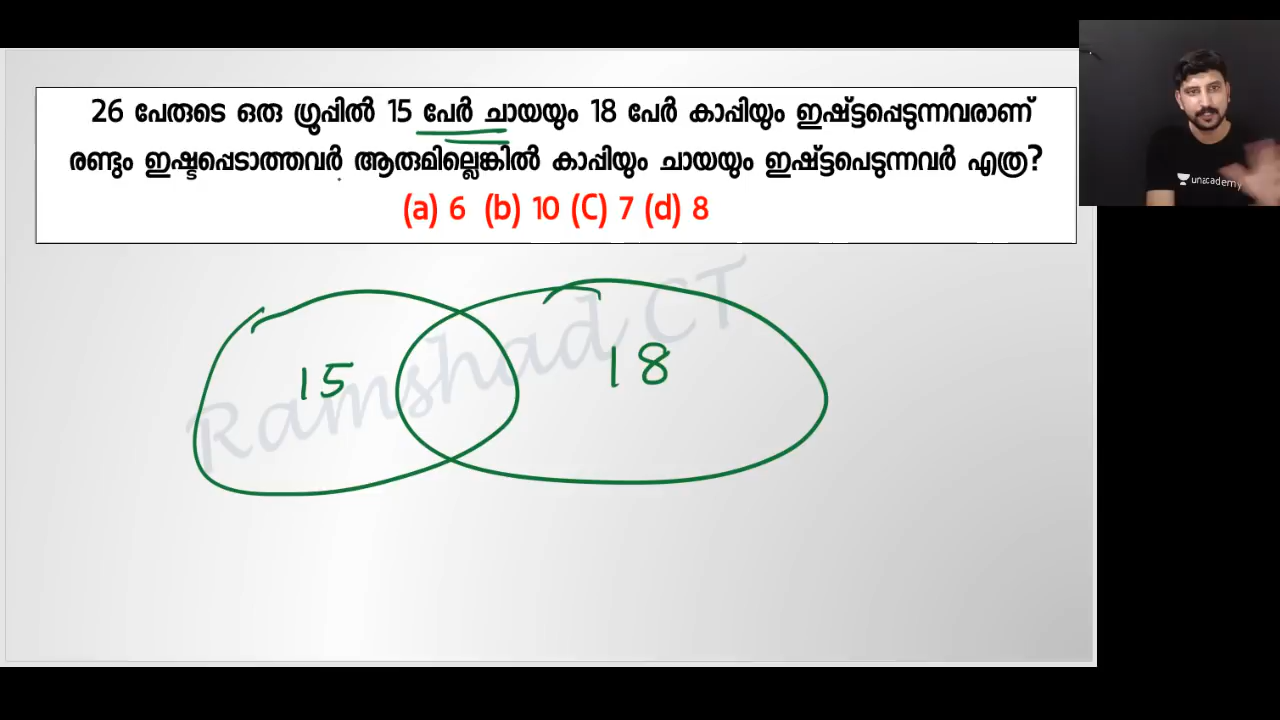 26 പേരുടെ ഒരു ഗ്രൂപ്പിൽ 15 പേർ ചായയും 18 പേർ കാപ്പിയും ഇഷ്ട്ടപ്പെടുന്നവരാണ്
രണ്ടും ഇഷ്ടപ്പെടാത്തവർ ആരുമില്ലെങ്കിൽ കാപ്പിയും ചായയും ഇഷ്ട്ടപെടുന്നവർ എത്ര?
(a) 6 (b) 10 (C) 7 (d) 8
unacademy
15 18
Ramshad CT